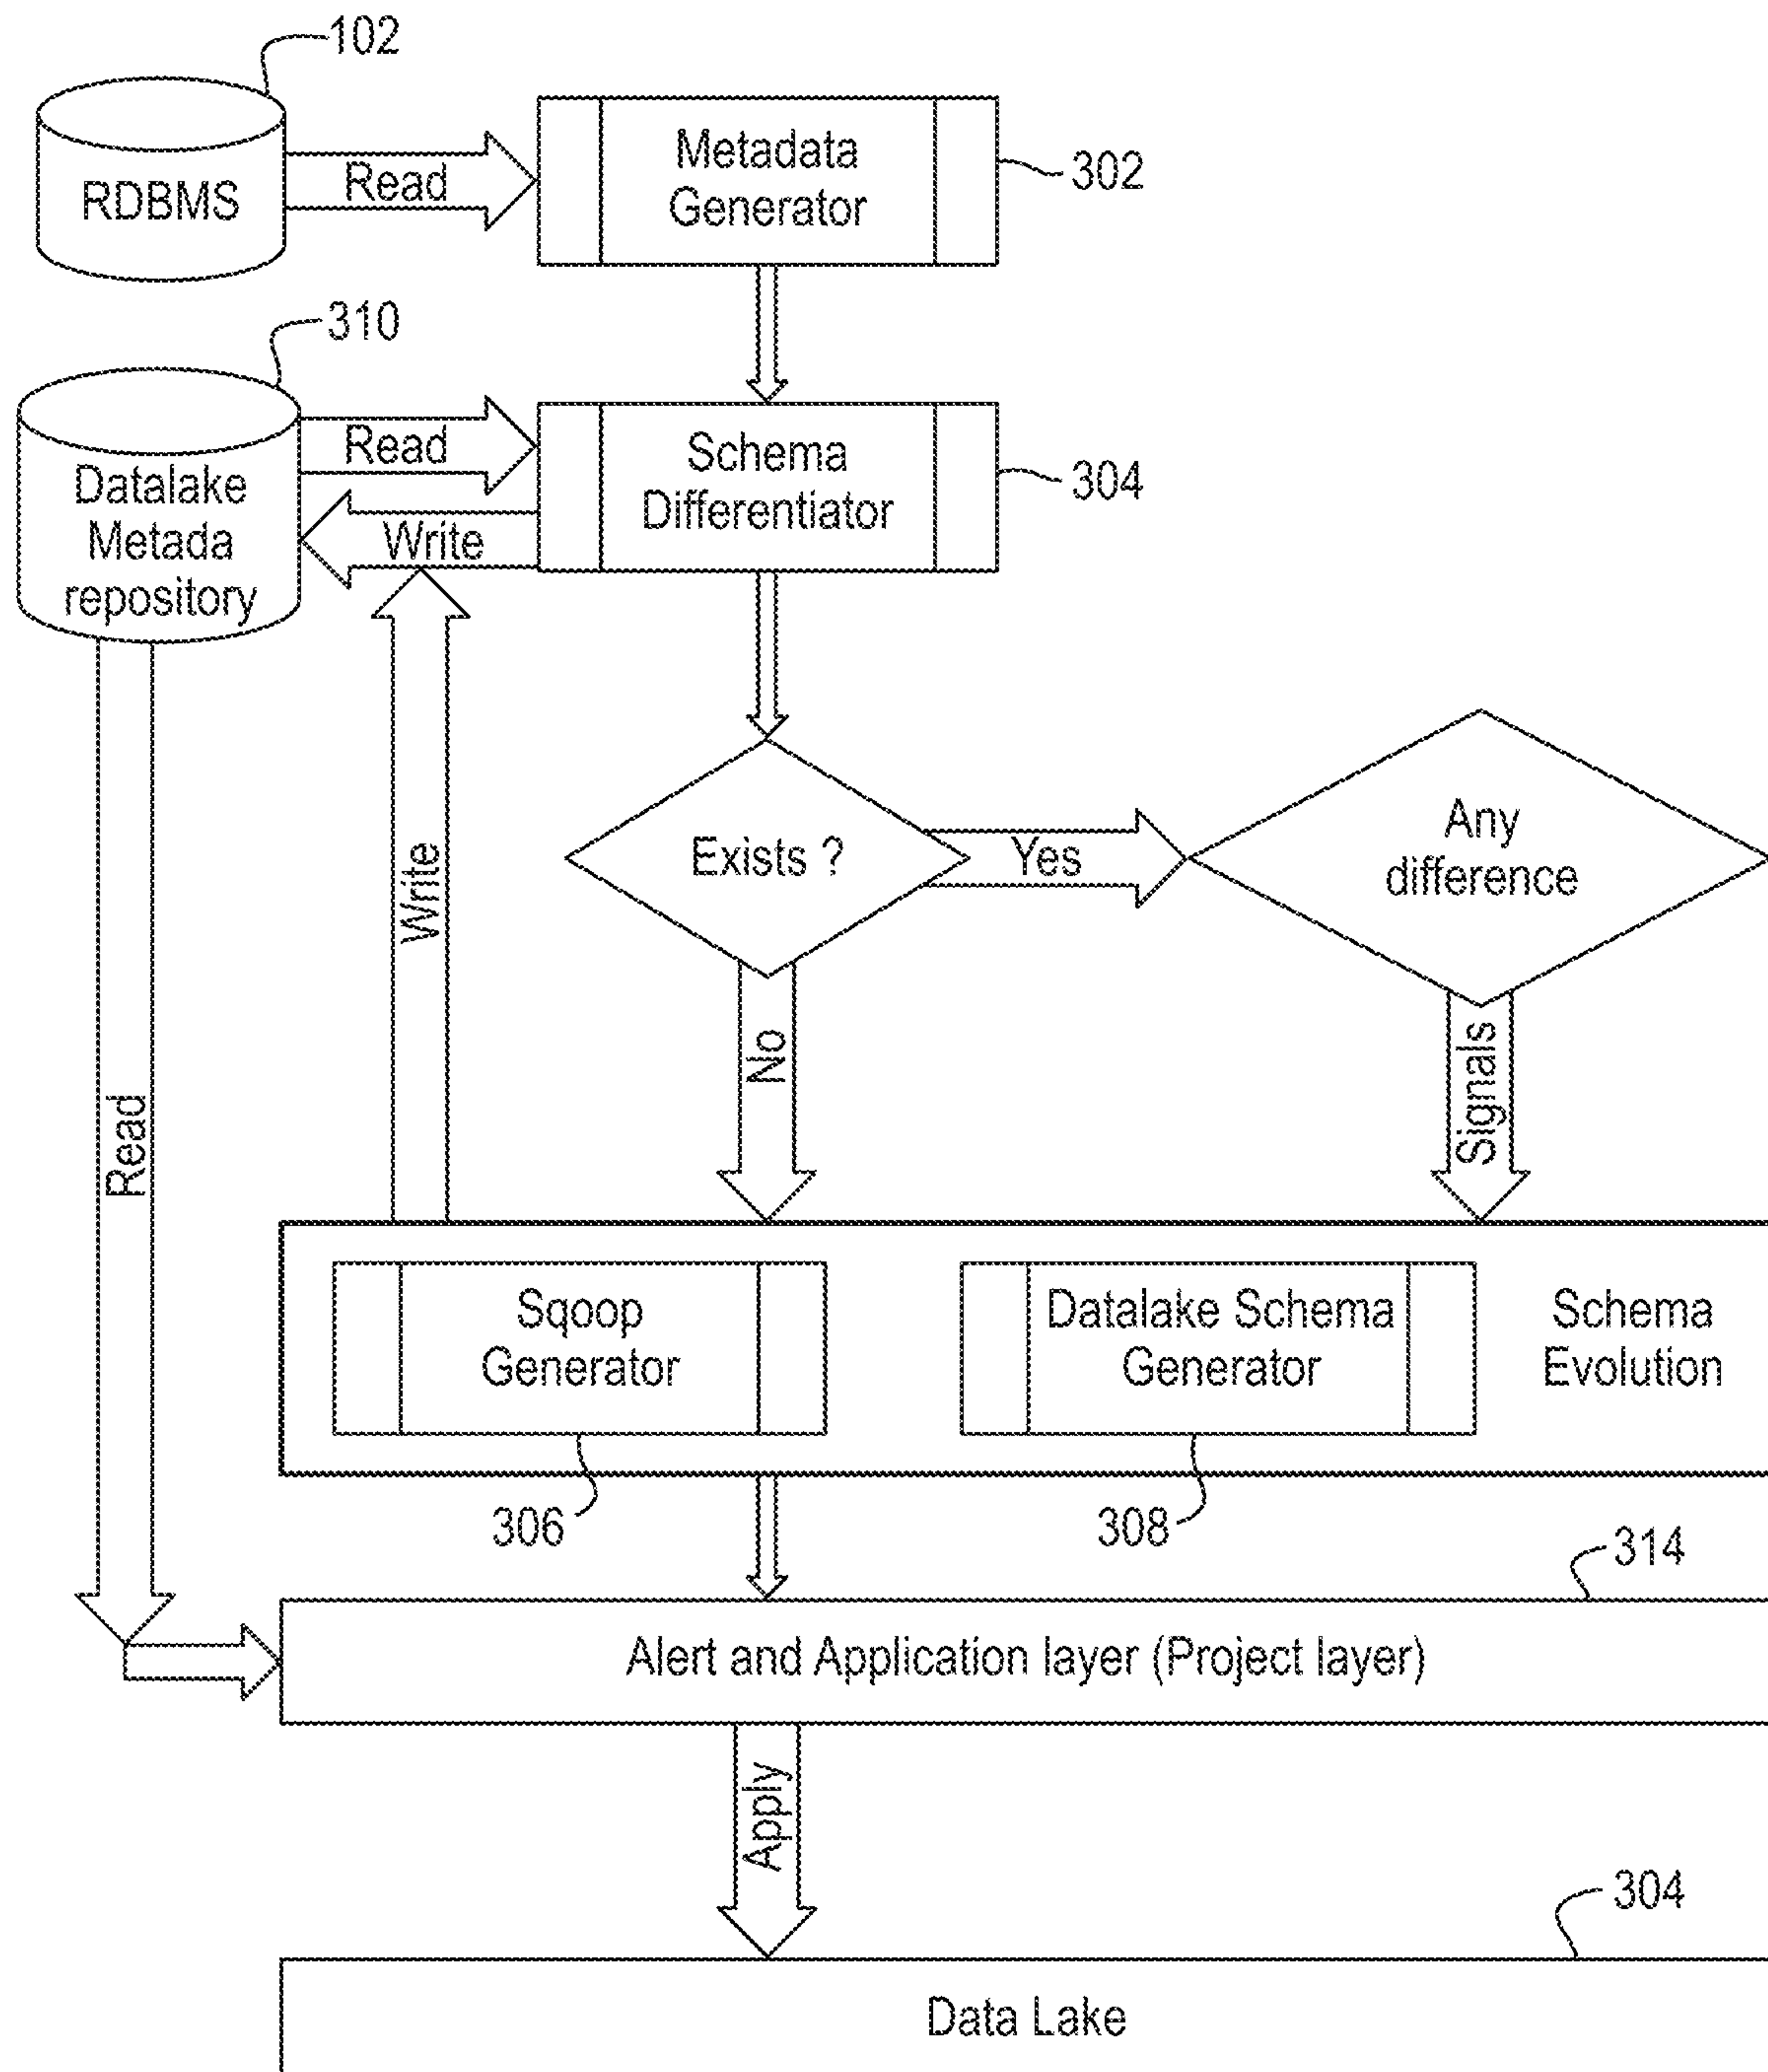 102
RDBMS
Read
Metadata
Generator
302
310
Datalake
Metada
repository
Read
Write
Schema
Differentiator
304
Exists ?
Yes
Any
difference
Write
No
Signals
Read
Sqoop
Generator
Datalake Schema
Generator
Schema
Evolution
306
308
314
Alert and Application layer (Project layer)
Apply
304
Data Lake